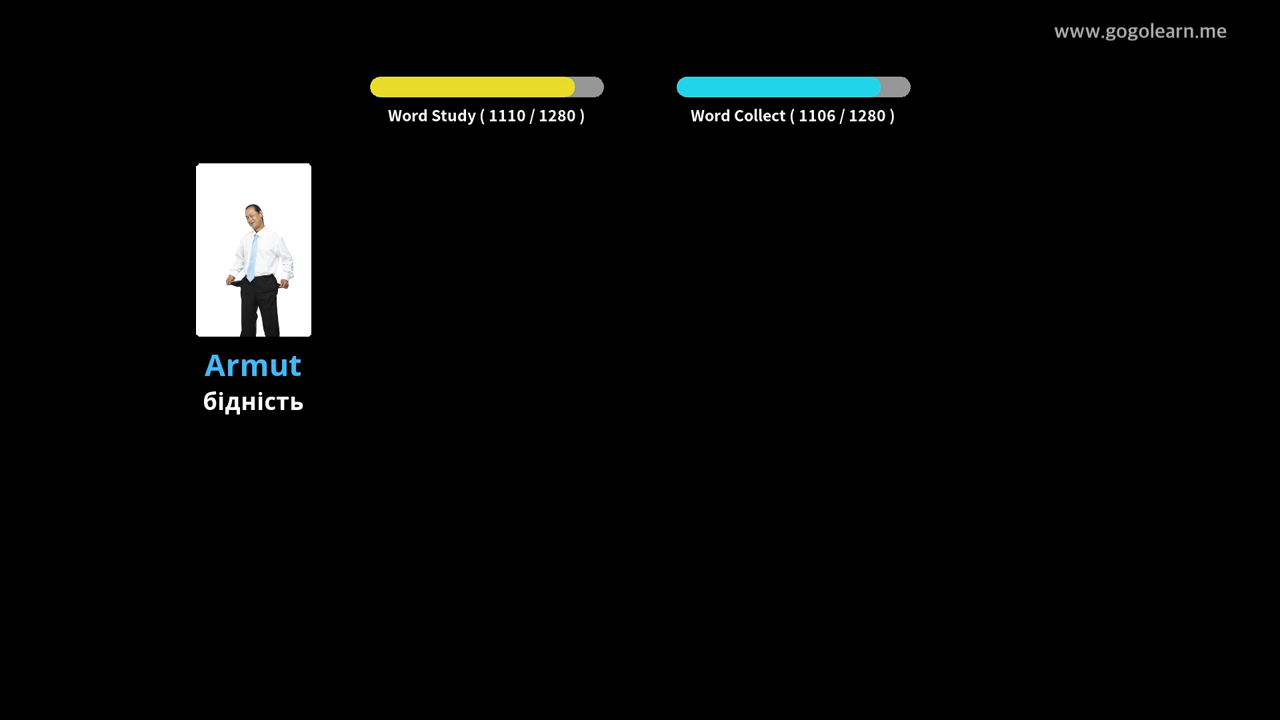 www.gogolearn.me
Word Study ( 1110 / 1280 )
Word Collect ( 1106 / 1280 )
Armut
бідність